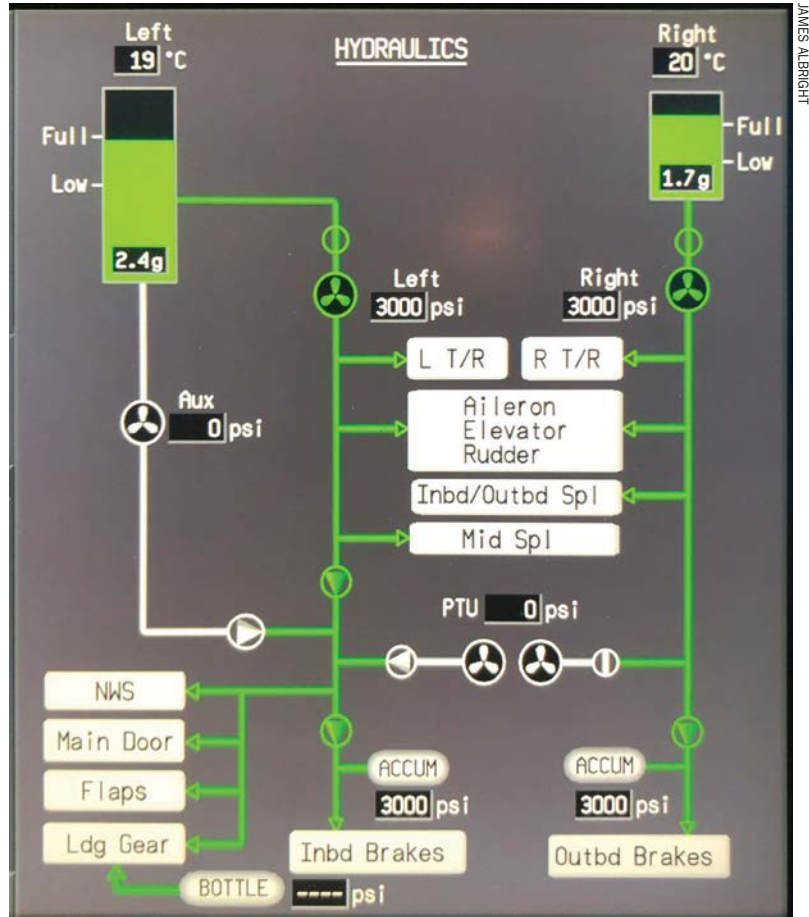 JAMES ALBRIGHT
HYDRAULICS
Left
19 °C
Right
20 °C
Full
Low
2.4g
Full
Low
1.7g
Left
3000 psi
Right
3000 psi
L T/R
R T/R
Aux
0 psi
Aileron
Elevator
Rudder
Inbd/Outbd Spl
Mid Spl
PTU 0 psi
NWS
Main Door
Flaps
Ldg Gear
BOTTLE ---- psi
ACCUM
3000 psi
Inbd Brakes
ACCUM
3000 psi
Outbd Brakes